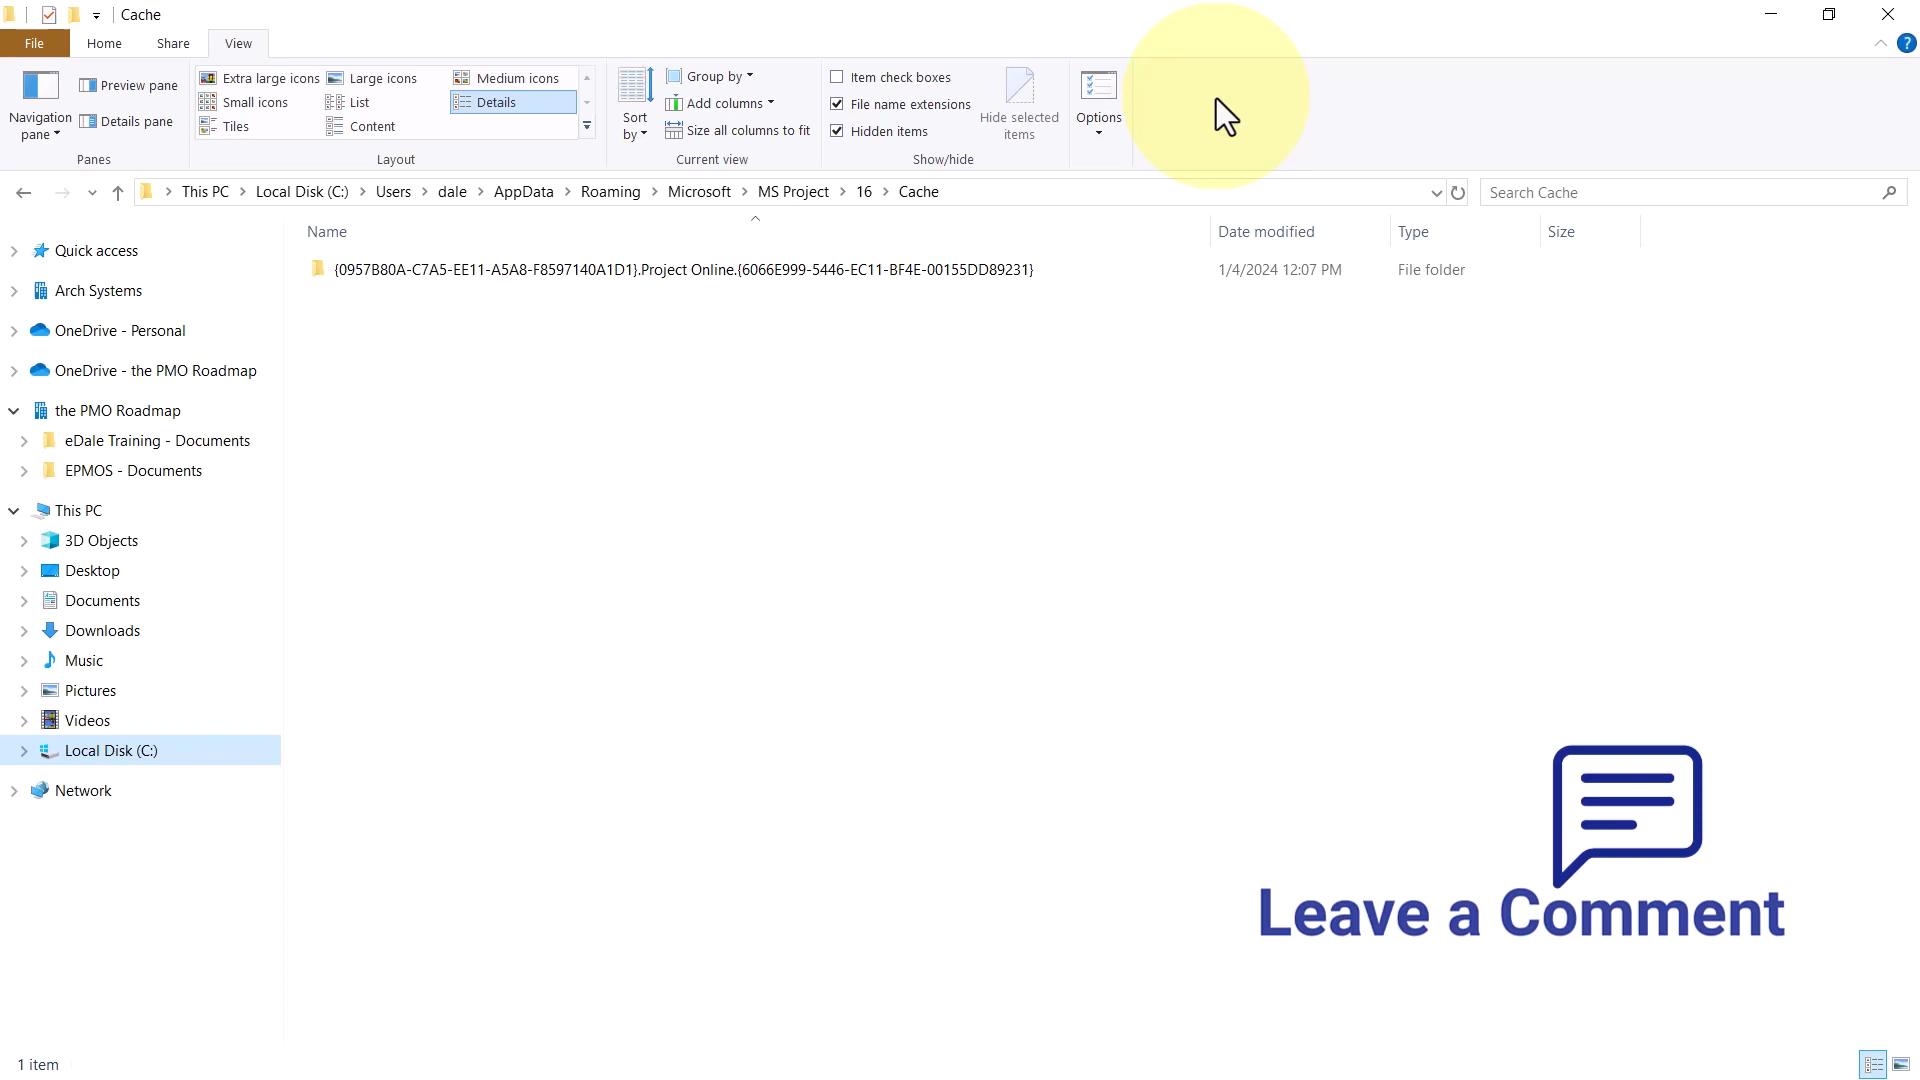 Cache
File Home Share View
Navigation pane
Preview pane
Details pane
Panes
Extra large icons Large icons Medium icons
Small icons List Details
Tiles Content
Layout
Sort by
Group by
Add columns
Size all columns to fit
Current view
Item check boxes
File name extensions
Hidden items
Hide selected items
Show/hide
Options
This PC Local Disk (C:) Users dale AppData Roaming Microsoft MS Project 16 Cache
Search Cache
Name Date modified Type Size
{0957B80A-C7A5-EE11-A5A8-F8597140A1D1}.Project Online.{6066E999-5446-EC11-BF4E-00155DD89231} 1/4/2024 12:07 PM File folder
Quick access
Arch Systems
OneDrive - Personal
OneDrive - the PMO Roadmap
the PMO Roadmap
eDale Training - Documents
EPMOS - Documents
This PC
3D Objects
Desktop
Documents
Downloads
Music
Pictures
Videos
Local Disk (C:)
Network
Leave a Comment
1 item